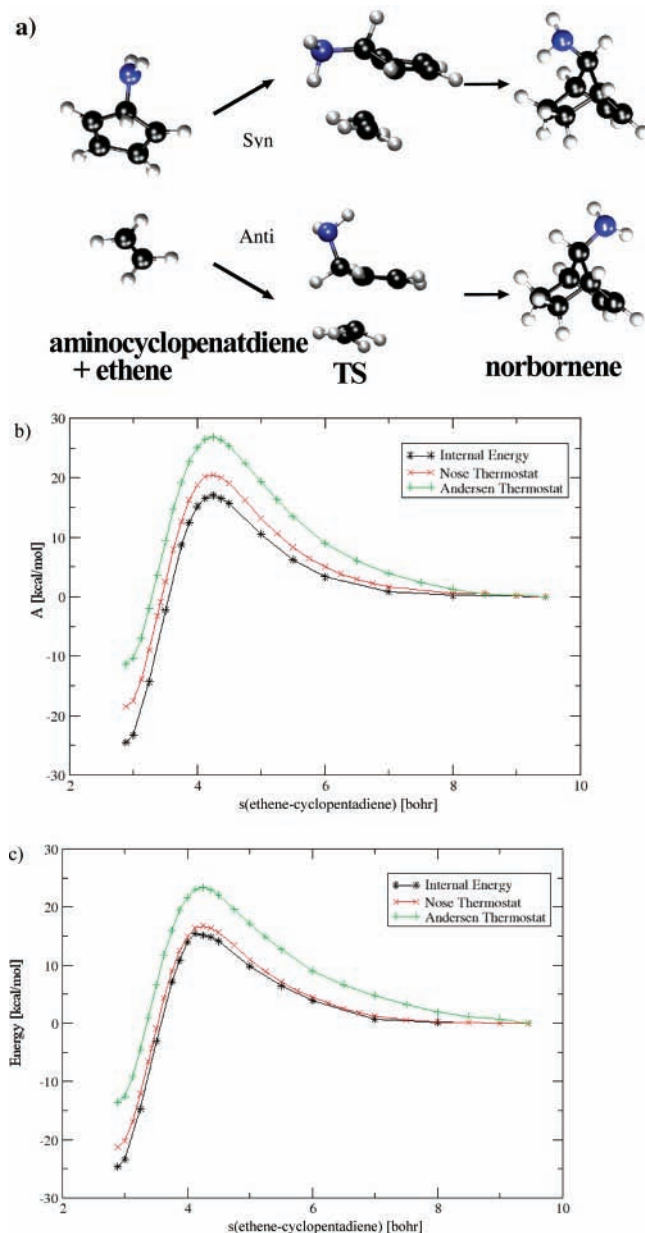 a)
Syn
Anti
aminocyclopenatdiene
+ ethene
TS
norbornene
b)
30
20
10
0
-10
-20
-30
A [kcal/mol]
Internal Energy
Nose Thermostat
Andersen Thermostat
2
4
6
8
10
s(ethene-cyclopentadiene) [bohr]
c)
30
20
10
0
-10
-20
-30
Energy [kcal/mol]
Internal Energy
Nose Thermostat
Andersen Thermostat
2
4
6
8
10
s(ethene-cyclopentadiene) [bohr]